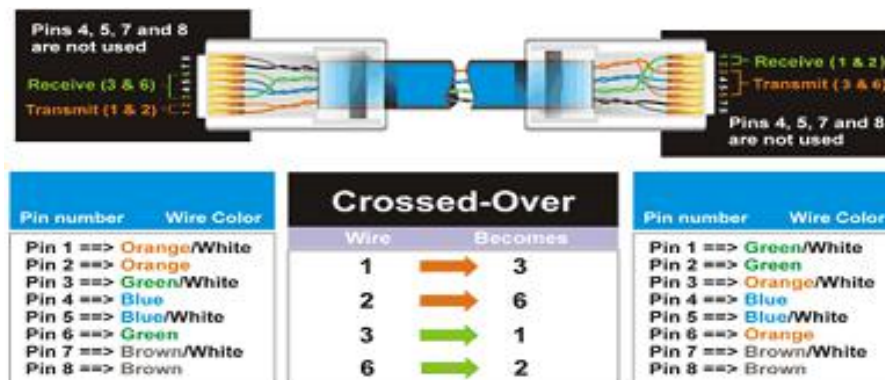 Pins 4, 5, 7 and 8
are not used
Receive (3 & 6)
Transmit (1 & 2)
Receive (1 & 2)
Transmit (3 & 6)
Pins 4, 5, 7 and 8
are not used
Pin number Wire Color
Pin 1 ==> Orange/White
Pin 2 ==> Orange
Pin 3 ==> Green/White
Pin 4 ==> Blue
Pin 5 ==> Blue/White
Pin 6 ==> Green
Pin 7 ==> Brown/White
Pin 8 ==> Brown
Crossed-Over
Wire Becomes
1 3
2 6
3 1
6 2
Pin number Wire Color
Pin 1 ==> Green/White
Pin 2 ==> Green
Pin 3 ==> Orange/White
Pin 4 ==> Blue
Pin 5 ==> Blue/White
Pin 6 ==> Orange
Pin 7 ==> Brown/White
Pin 8 ==> Brown